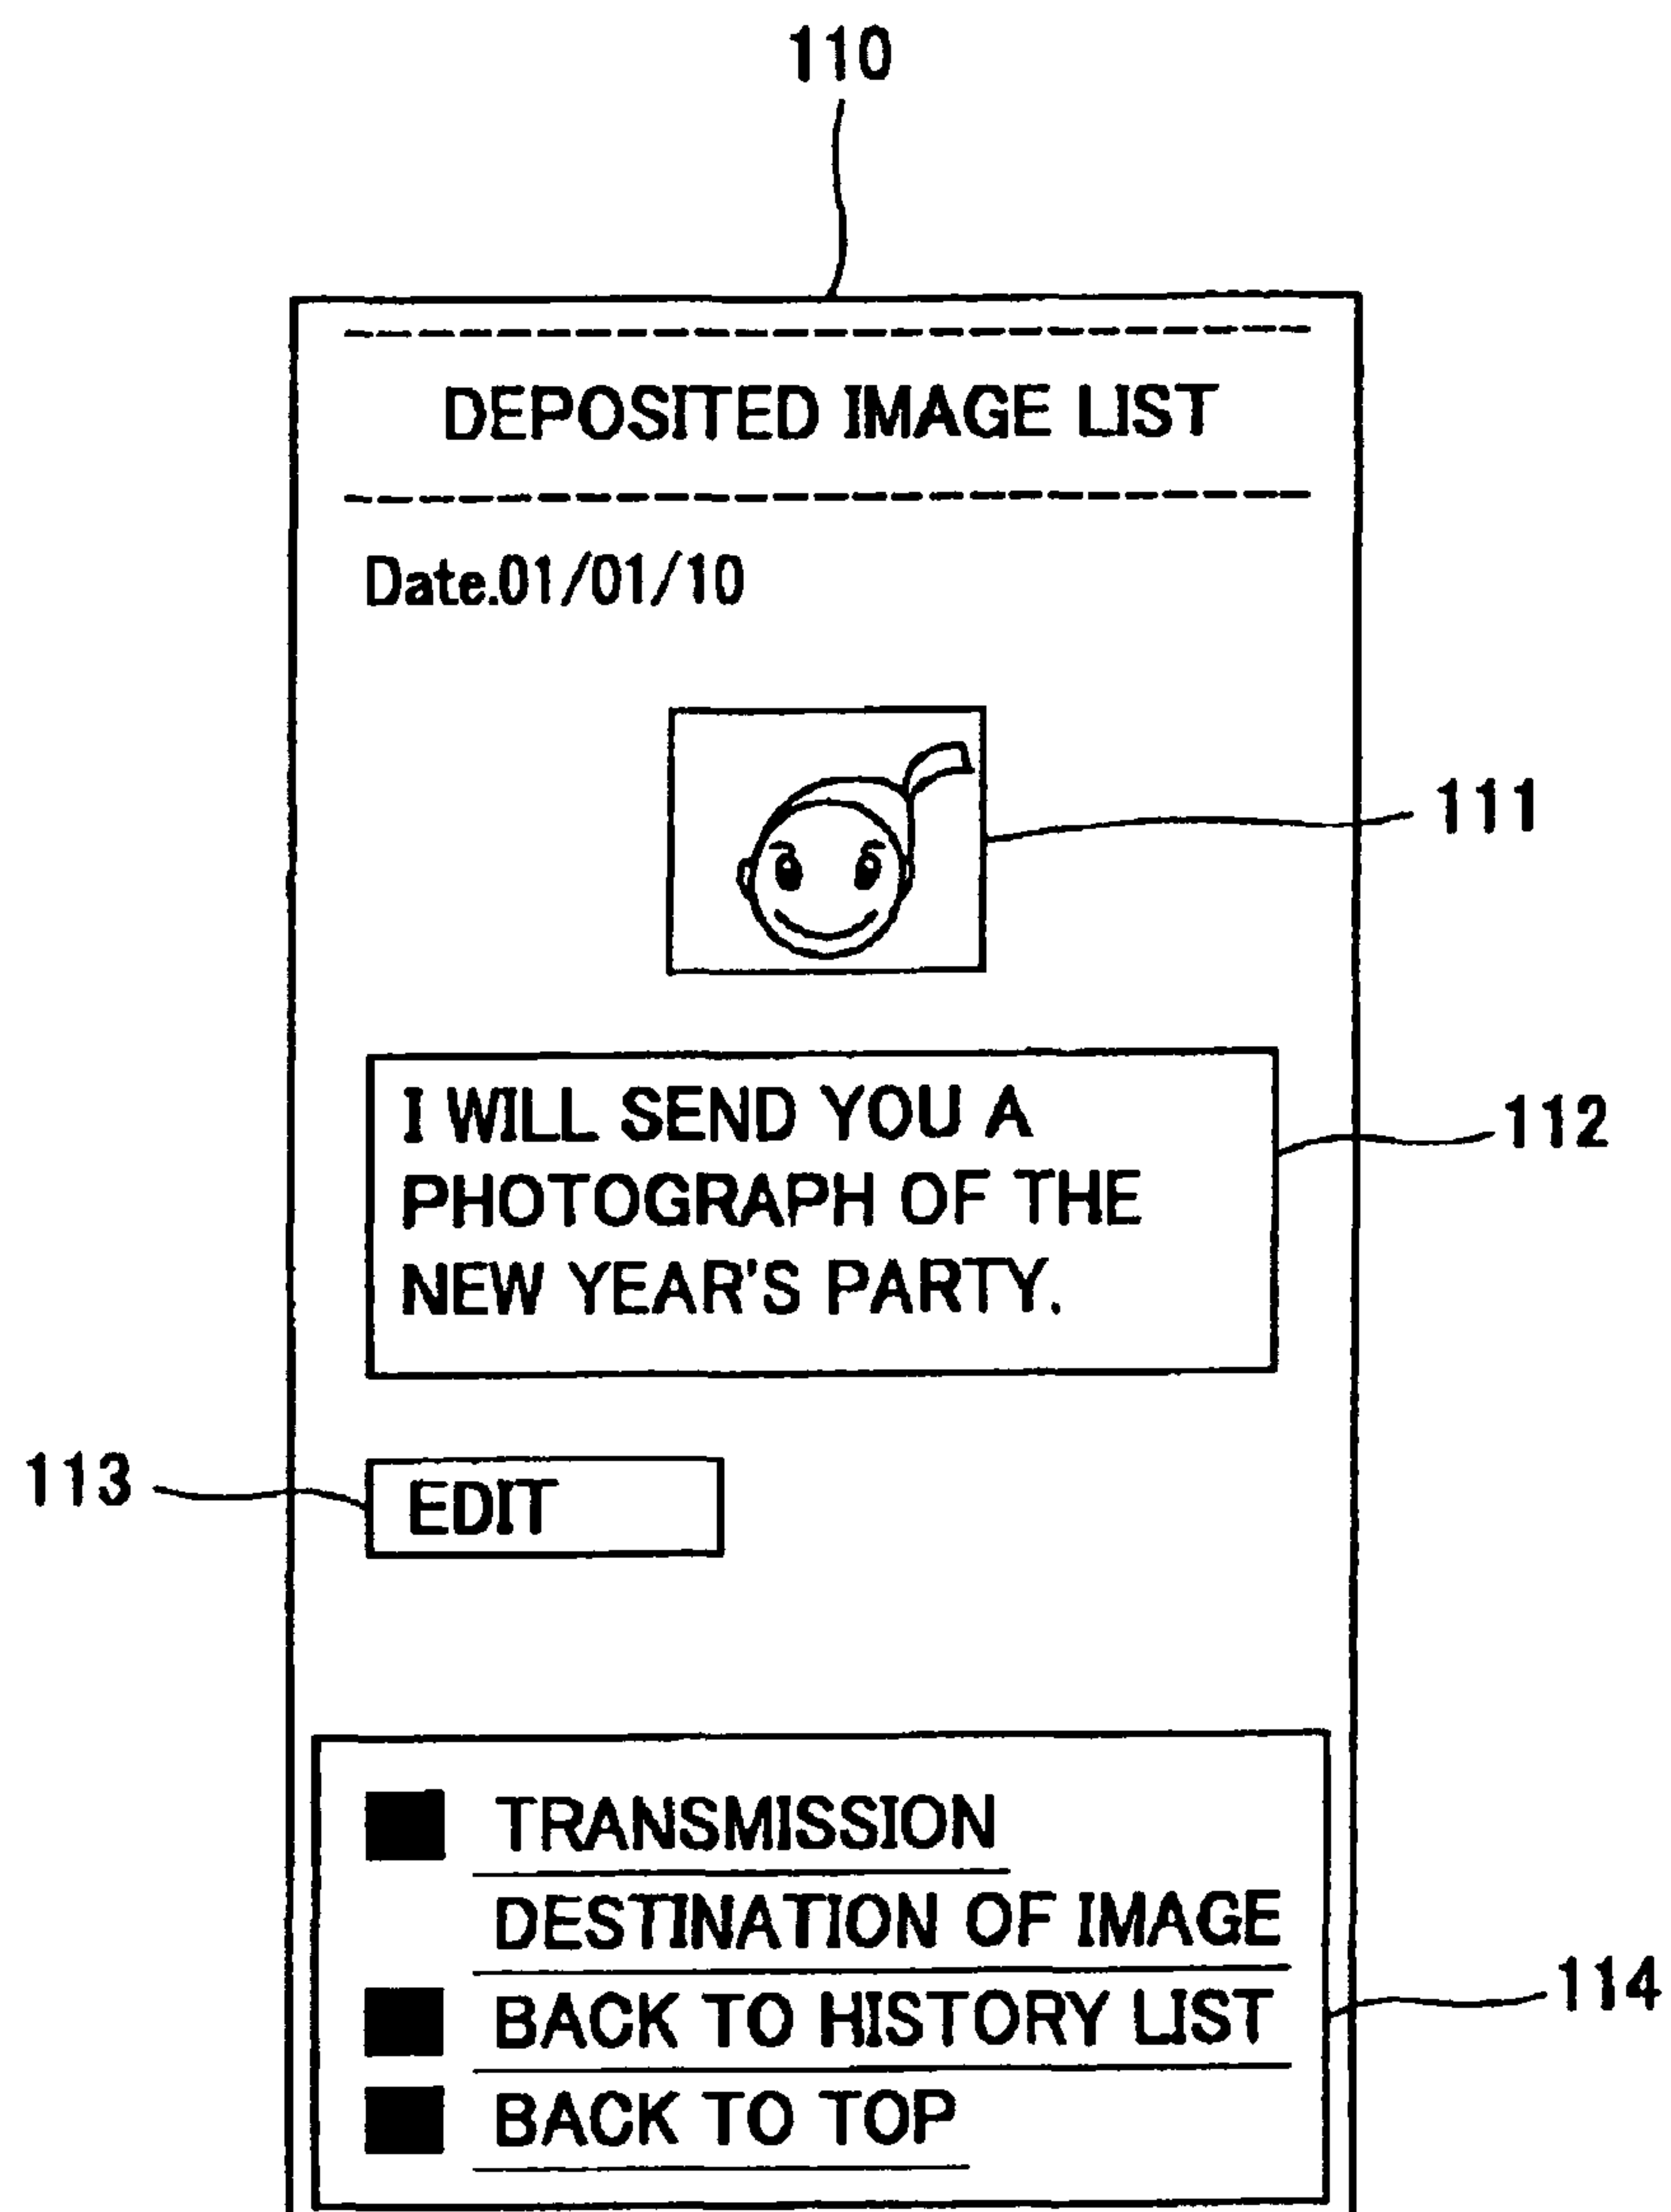 110
DEPOSITED IMAGE LIST
Date.01/01/10
111
I WILL SEND YOU A
PHOTOGRAPH OF THE
NEW YEAR'S PARTY.
112
113
EDIT
TRANSMISSION
DESTINATION OF IMAGE
BACK TO HISTORY LIST
BACK TO TOP
114